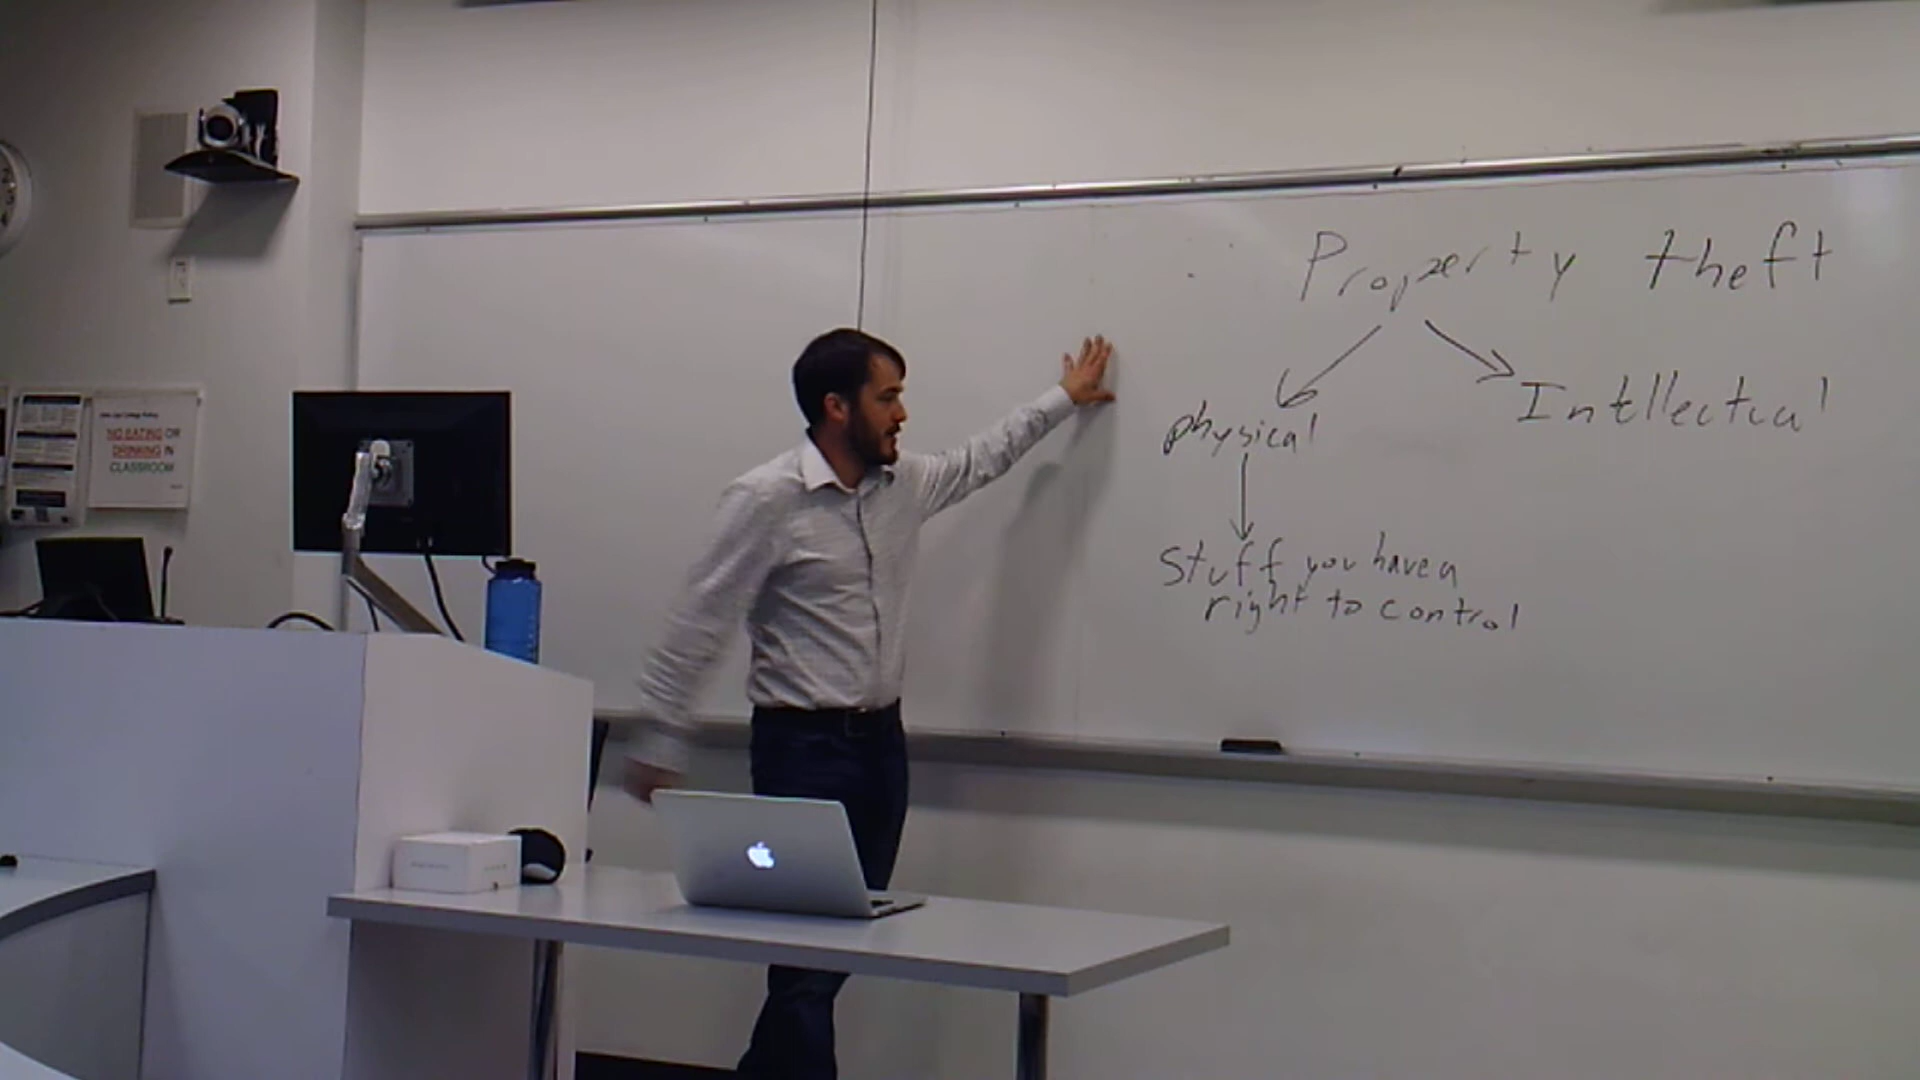 Property theft
physical
Intllectual
Stuff you have a
right to control
NO EATING OR
DRINKING IN
CLASSROOM